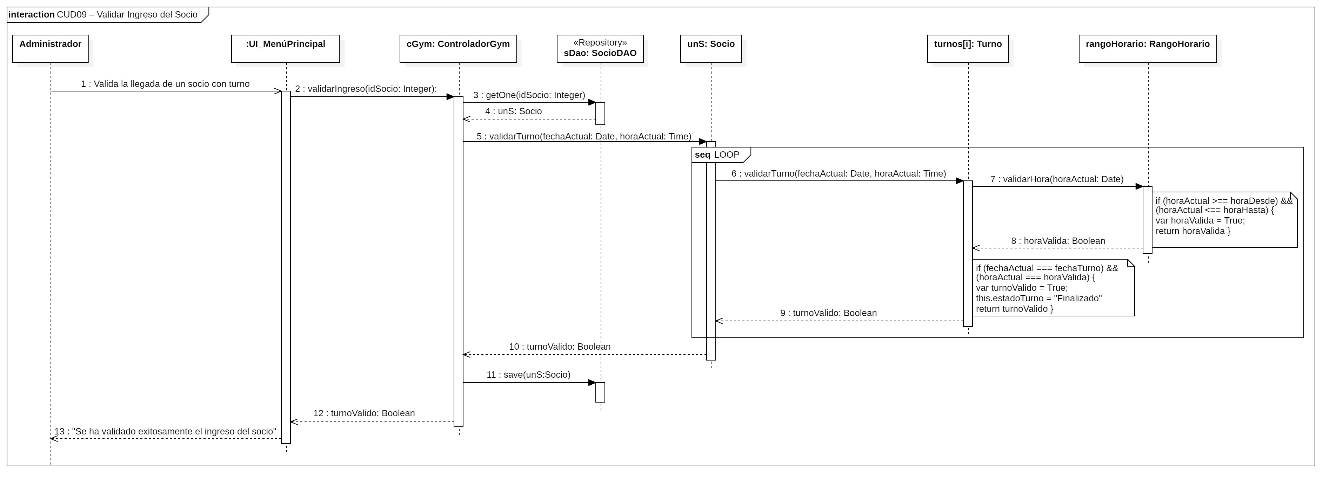 interaction CUD09 – Validar Ingreso del Socio
Administrador
:UI_MenúPrincipal
cGym: ControladorGym
«Repository»
sDao: SocioDAO
unS: Socio
turnos[i]: Turno
rangoHorario: RangoHorario
1 : Valida la llegada de un socio con turno
2 : validarIngreso(idSocio: Integer):
3 : getOne(idSocio: Integer)
4 : unS: Socio
5 : validarTurno(fechaActual: Date, horaActual: Time)
seq LOOP
6 : validarTurno(fechaActual: Date, horaActual: Time)
7 : validarHora(horaActual: Date)
if (horaActual >== horaDesde) &&
(horaActual <== horaHasta) {
var horaValida = True;
return horaValida }
8 : horaValida: Boolean
if (fechaActual === fechaTurno) &&
(horaActual === horaValida) {
var turnoValido = True;
this.estadoTurno = "Finalizado"
return turnoValido }
9 : turnoValido: Boolean
10 : turnoValido: Boolean
11 : save(unS:Socio)
12 : turnoValido: Boolean
13 : "Se ha validado exitosamente el ingreso del socio"